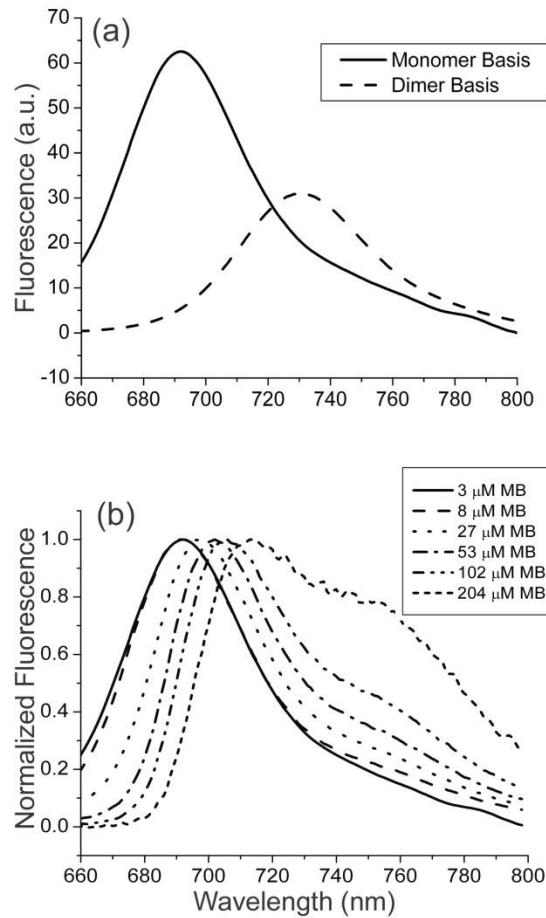 (a)
Monomer Basis
Dimer Basis
Fluorescence (a.u.)
70
60
50
40
30
20
10
0
-10
660 680 700 720 740 760 780 800
(b)
3 μM MB
8 μM MB
27 μM MB
53 μM MB
102 μM MB
204 μM MB
Normalized Fluorescence
1.0
0.8
0.6
0.4
0.2
0.0
660 680 700 720 740 760 780 800
Wavelength (nm)